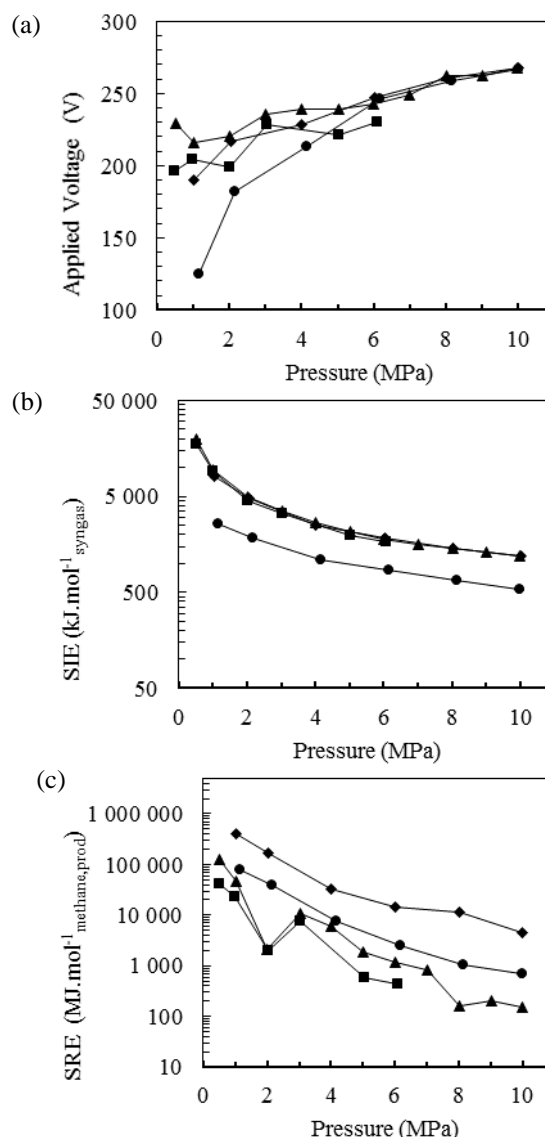 (a)
300
250
200
150
100
Applied Voltage (V)
0 2 4 6 8 10
Pressure (MPa)
(b)
50 000
5 000
500
50
SIE (kJ.mol-1syngas)
0 2 4 6 8 10
Pressure (MPa)
(c)
1 000 000
100 000
10 000
1 000
100
10
SRE (MJ.mol-1methane,prod)
0 2 4 6 8 10
Pressure (MPa)